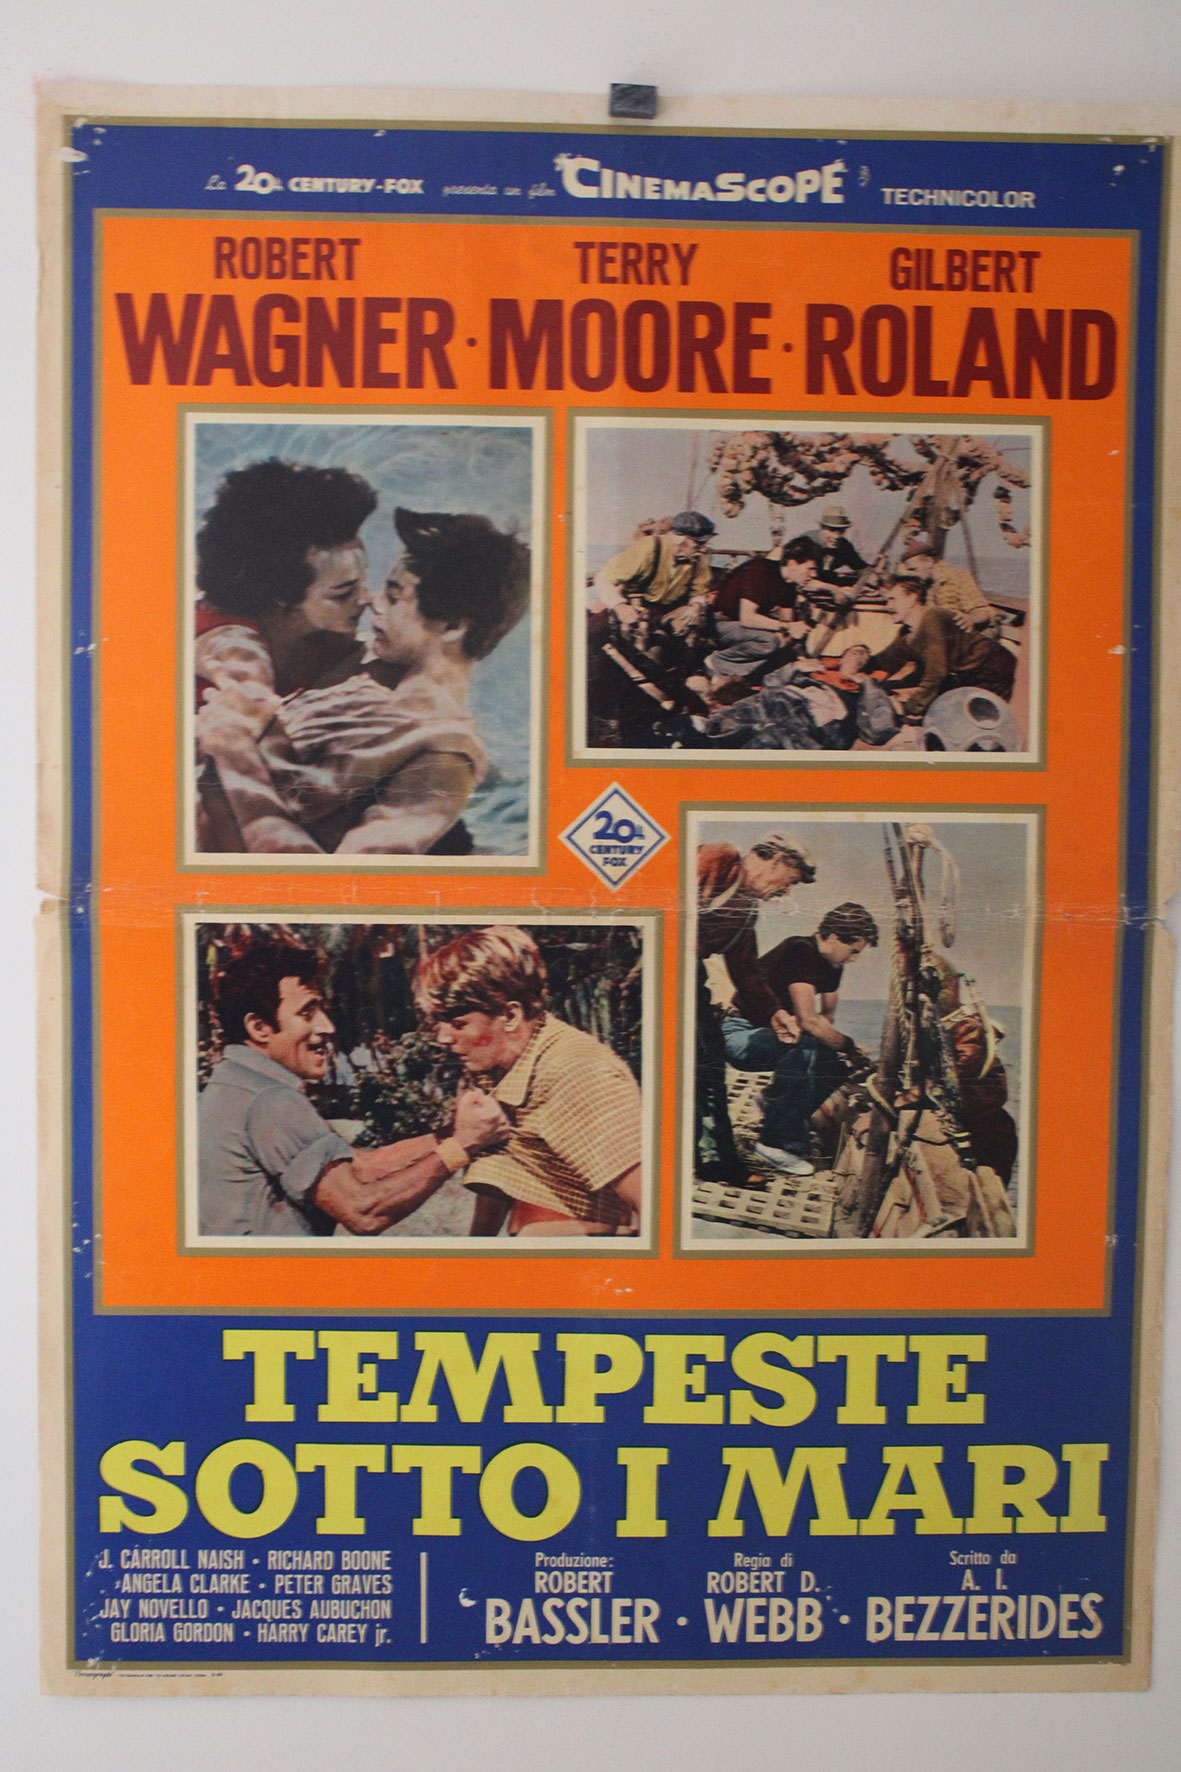 La 20th CENTURY-FOX presenta un film CINEMASCOPE TECHNICOLOR
ROBERT TERRY GILBERT
WAGNER · MOORE · ROLAND
20th
CENTURY
FOX
TEMPESTE
SOTTO I MARI
J. CARROLL NAISH · RICHARD BOONE
ANGELA CLARKE · PETER GRAVES
JAY NOVELLO · JACQUES AUBUCHON
GLORIA GORDON · HARRY CAREY jr.
Produzione:
ROBERT
BASSLER ·
Regia di
ROBERT D.
WEBB ·
Scritto da
A. I.
BEZZERIDES